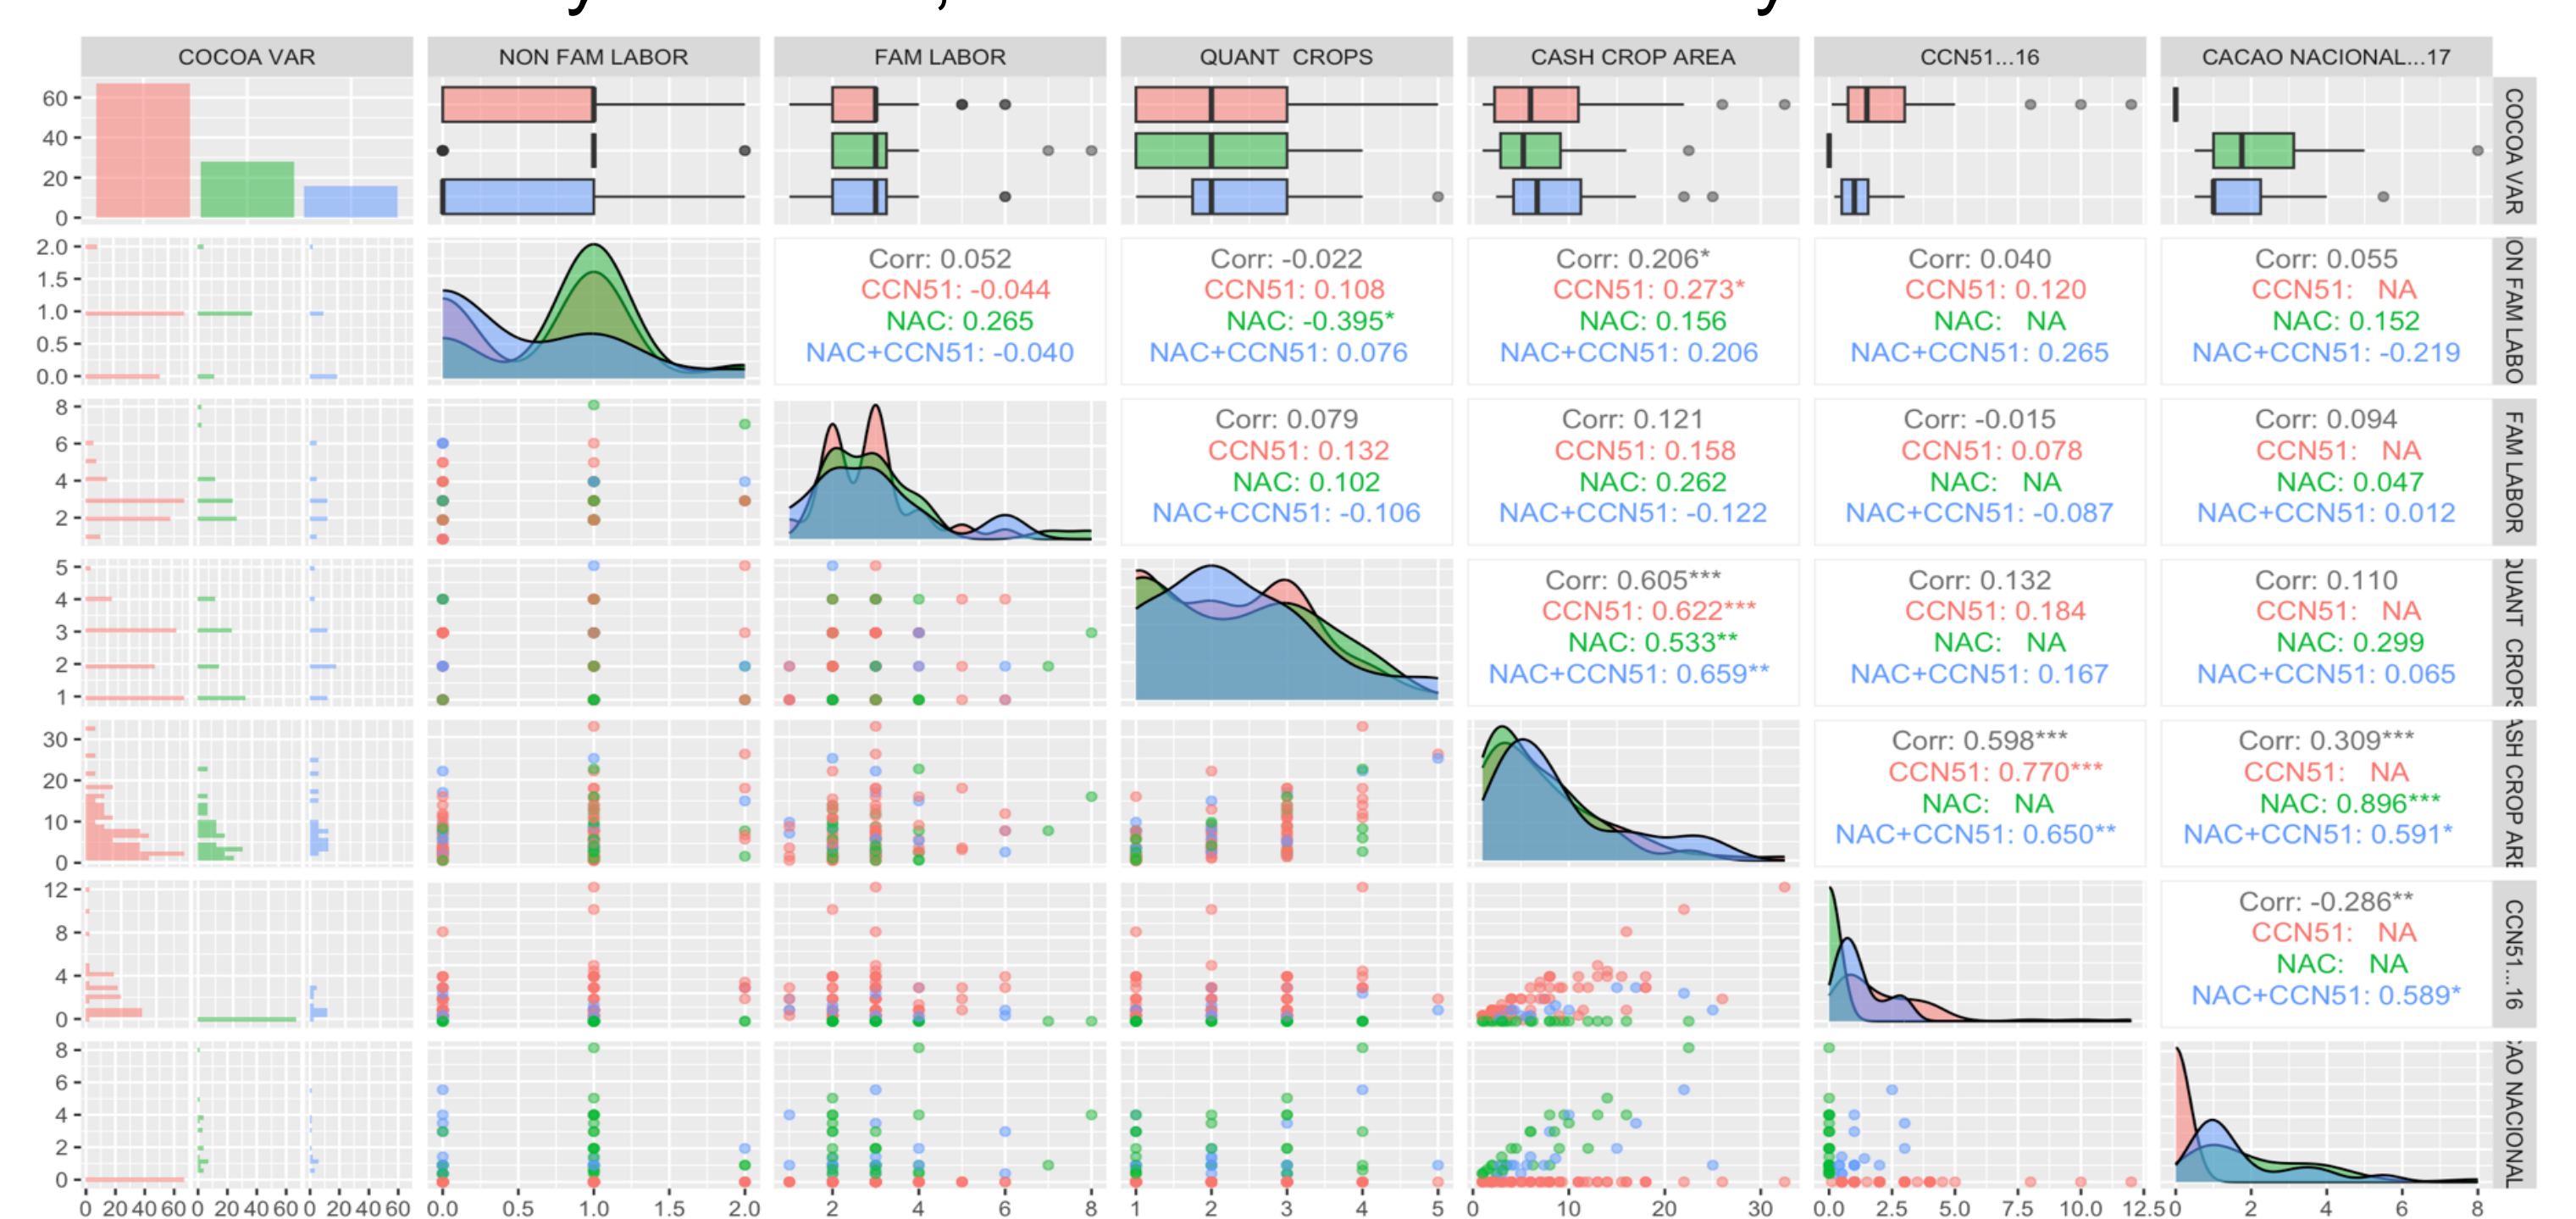 COCOA VAR NON FAM LABOR FAM LABOR QUANT CROPS CASH CROP AREA CCN51...16 CACAO NACIONAL...17
60
40
20
0
COCOA VAR
2.0
1.5
1.0
0.5
0.0
Corr: 0.052
CCN51: -0.044
NAC: 0.265
NAC+CCN51: -0.040
Corr: -0.022
CCN51: 0.108
NAC: -0.395*
NAC+CCN51: 0.076
Corr: 0.206*
CCN51: 0.273*
NAC: 0.156
NAC+CCN51: 0.206
Corr: 0.040
CCN51: 0.120
NAC: NA
NAC+CCN51: 0.265
Corr: 0.055
CCN51: NA
NAC: 0.152
NAC+CCN51: -0.219
ON FAM LABO
8
6
4
2
Corr: 0.079
CCN51: 0.132
NAC: 0.102
NAC+CCN51: -0.106
Corr: 0.121
CCN51: 0.158
NAC: 0.262
NAC+CCN51: -0.122
Corr: -0.015
CCN51: 0.078
NAC: NA
NAC+CCN51: -0.087
Corr: 0.094
CCN51: NA
NAC: 0.047
NAC+CCN51: 0.012
FAM LABOR
5
4
3
2
1
Corr: 0.605***
CCN51: 0.622***
NAC: 0.533**
NAC+CCN51: 0.659**
Corr: 0.132
CCN51: 0.184
NAC: NA
NAC+CCN51: 0.167
Corr: 0.110
CCN51: NA
NAC: 0.299
NAC+CCN51: 0.065
QUANT CROPS
30
20
10
0
Corr: 0.598***
CCN51: 0.770***
NAC: NA
NAC+CCN51: 0.650**
Corr: 0.309***
CCN51: NA
NAC: 0.896***
NAC+CCN51: 0.591*
ASH CROP ARE
12
8
4
0
Corr: -0.286**
CCN51: NA
NAC: NA
NAC+CCN51: 0.589*
CCN51...16
8
6
4
2
0
CAO NACIONAL
0 20 40 60 0 20 40 60 0 20 40 60 0.0 0.5 1.0 1.5 2.0 2 4 6 8 1 2 3 4 5 0 10 20 30 0.0 2.5 5.0 7.5 10.0 12.5 0 2 4 6 8